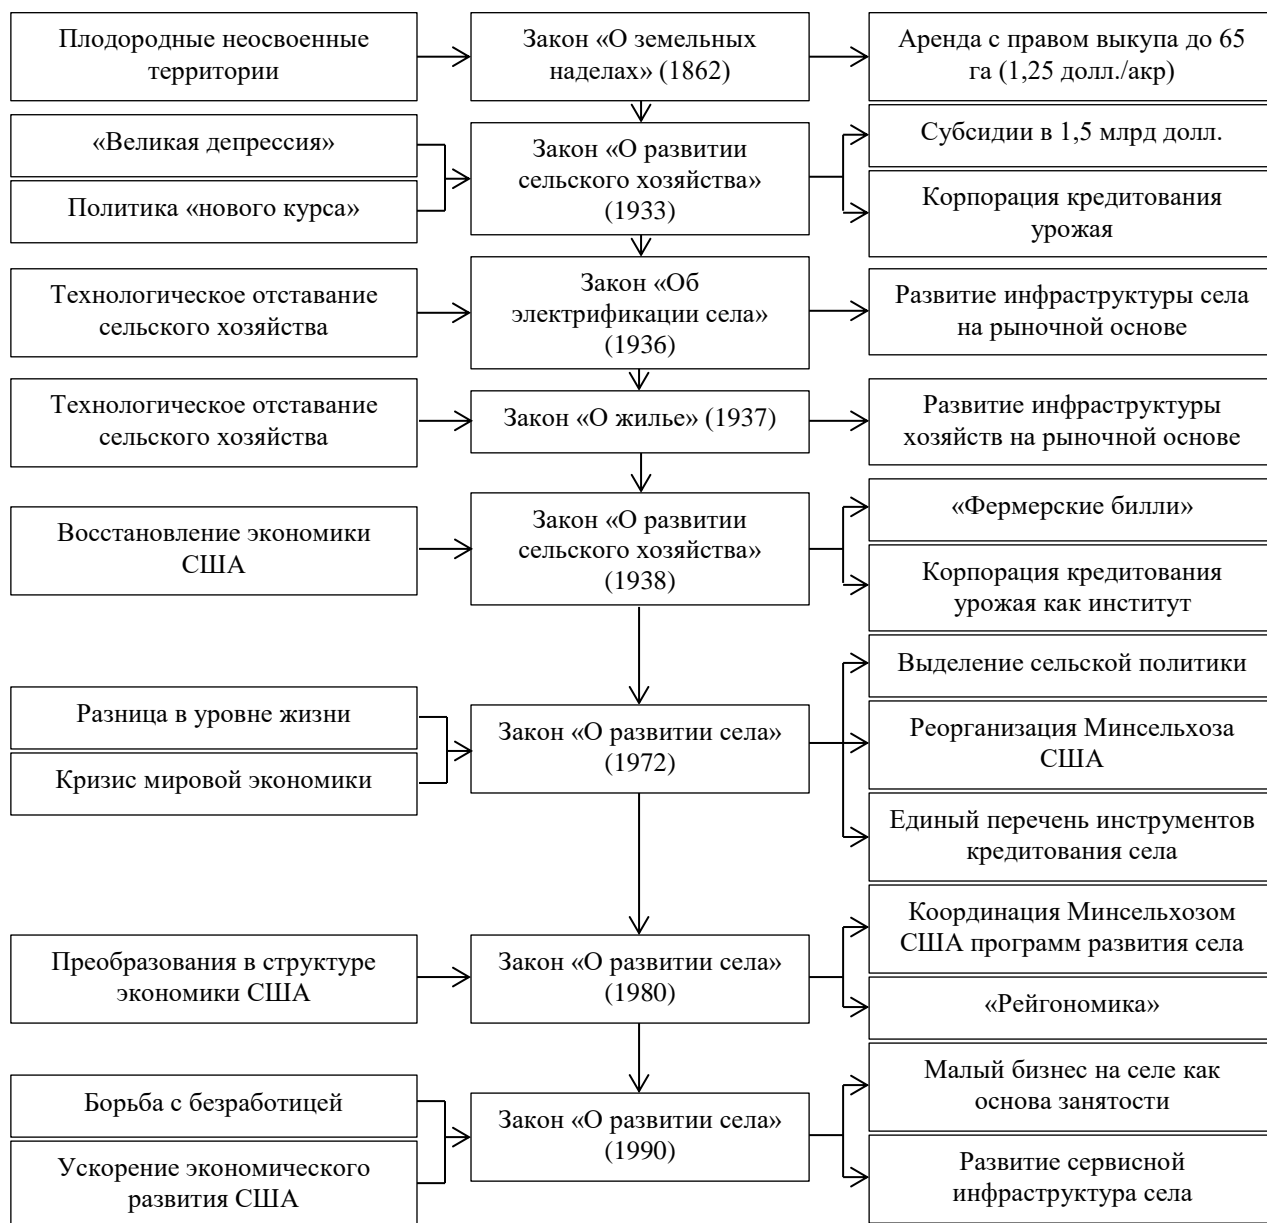 Плодородные неосвоенные
территории
Закон «О земельных
наделах» (1862)
Аренда с правом выкупа до 65
га (1,25 долл./акр)
«Великая депрессия»
Политика «нового курса»
Закон «О развитии
сельского хозяйства»
(1933)
Субсидии в 1,5 млрд долл.
Корпорация кредитования
урожая
Технологическое отставание
сельского хозяйства
Закон «Об
электрификации села»
(1936)
Развитие инфраструктуры села
на рыночной основе
Технологическое отставание
сельского хозяйства
Закон «О жилье» (1937)
Развитие инфраструктуры
хозяйств на рыночной основе
Восстановление экономики
США
Закон «О развитии
сельского хозяйства»
(1938)
«Фермерские билли»
Корпорация кредитования
урожая как институт
Разница в уровне жизни
Кризис мировой экономики
Закон «О развитии села»
(1972)
Выделение сельской политики
Реорганизация Минсельхоза
США
Единый перечень инструментов
кредитования села
Преобразования в структуре
экономики США
Закон «О развитии села»
(1980)
Координация Минсельхозом
США программ развития села
«Рейгономика»
Борьба с безработицей
Ускорение экономического
развития США
Закон «О развитии села»
(1990)
Малый бизнес на селе как
основа занятости
Развитие сервисной
инфраструктура села